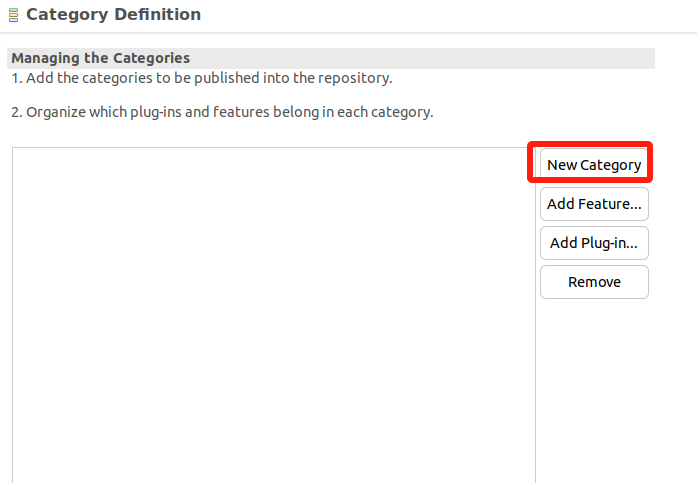 Category Definition
Managing the Categories
1. Add the categories to be published into the repository.
2. Organize which plug-ins and features belong in each category.
New Category
Add Feature...
Add Plug-in...
Remove